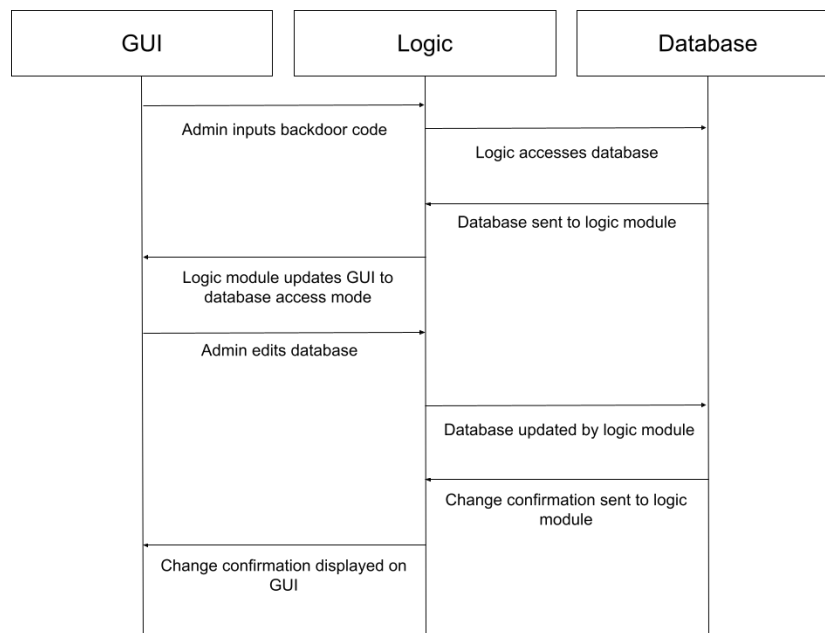 GUI
Logic
Database
Admin inputs backdoor code
Logic accesses database
Database sent to logic module
Logic module updates GUI to
database access mode
Admin edits database
Database updated by logic module
Change confirmation sent to logic
module
Change confirmation displayed on
GUI